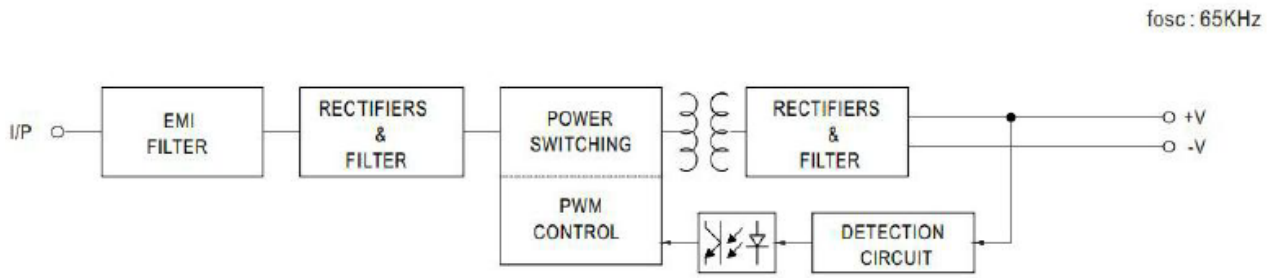 fosc : 65KHz
I/P
EMI
FILTER
RECTIFIERS
&
FILTER
POWER
SWITCHING
PWM
CONTROL
RECTIFIERS
&
FILTER
+V
-V
DETECTION
CIRCUIT